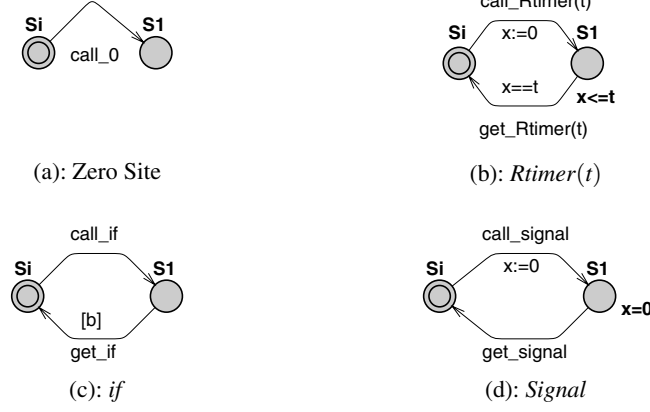 call_Rtimer(t)
Si
S1
call_0
Si
x:=0
S1
x==t
x<=t
get_Rtimer(t)
(a): Zero Site
(b): Rtimer(t)
call_if
Si
S1
[b]
get_if
(c): if
call_signal
Si
x:=0
S1
x=0
get_signal
(d): Signal